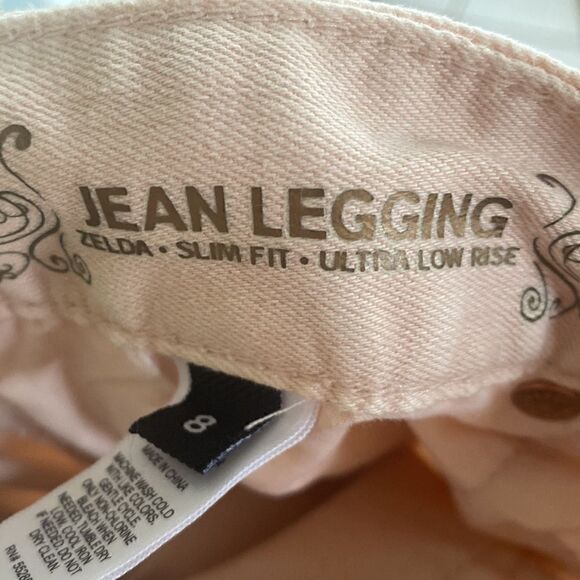 JEAN LEGGING
ZELDA • SLIM FIT • ULTRA LOW RISE
8
MADE IN CHINA
MACHINE WASH COLD
WITH LIKE COLORS,
GENTLE CYCLE.
ONLY NON-CHLORINE
BLEACH WHEN
NEEDED. TUMBLE DRY
LOW. COOL IRON
IF NEEDED. DO NOT
DRY CLEAN.
RN#